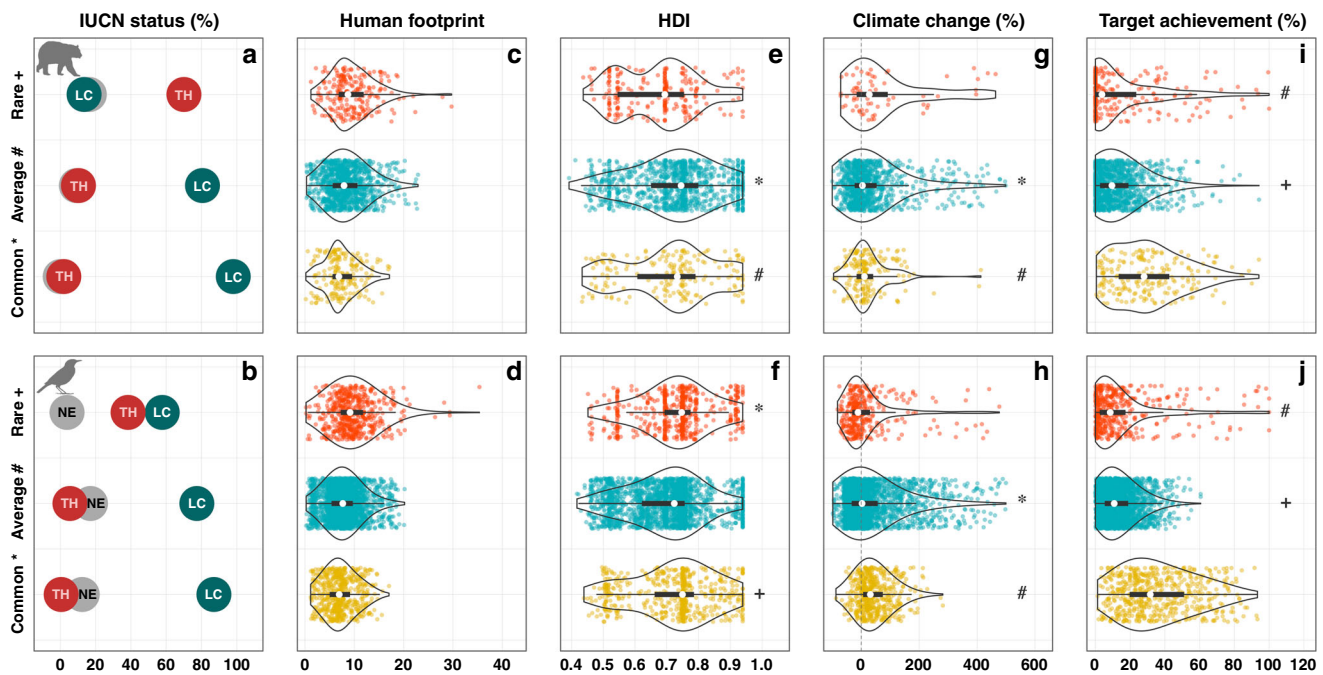 IUCN status (%) Human footprint HDI Climate change (%) Target achievement (%)
a c e g i
Rare + LC TH #
Average # TH LC * +
Common * TH LC # #
b d f h j
Rare + NE TH LC * #
Average # TH NE LC * +
Common * TH NE LC + #
0 20 40 60 80 100 0 10 20 30 40 0.4 0.5 0.6 0.7 0.8 0.9 1.0 0 200 400 600 0 20 40 60 80 100 120